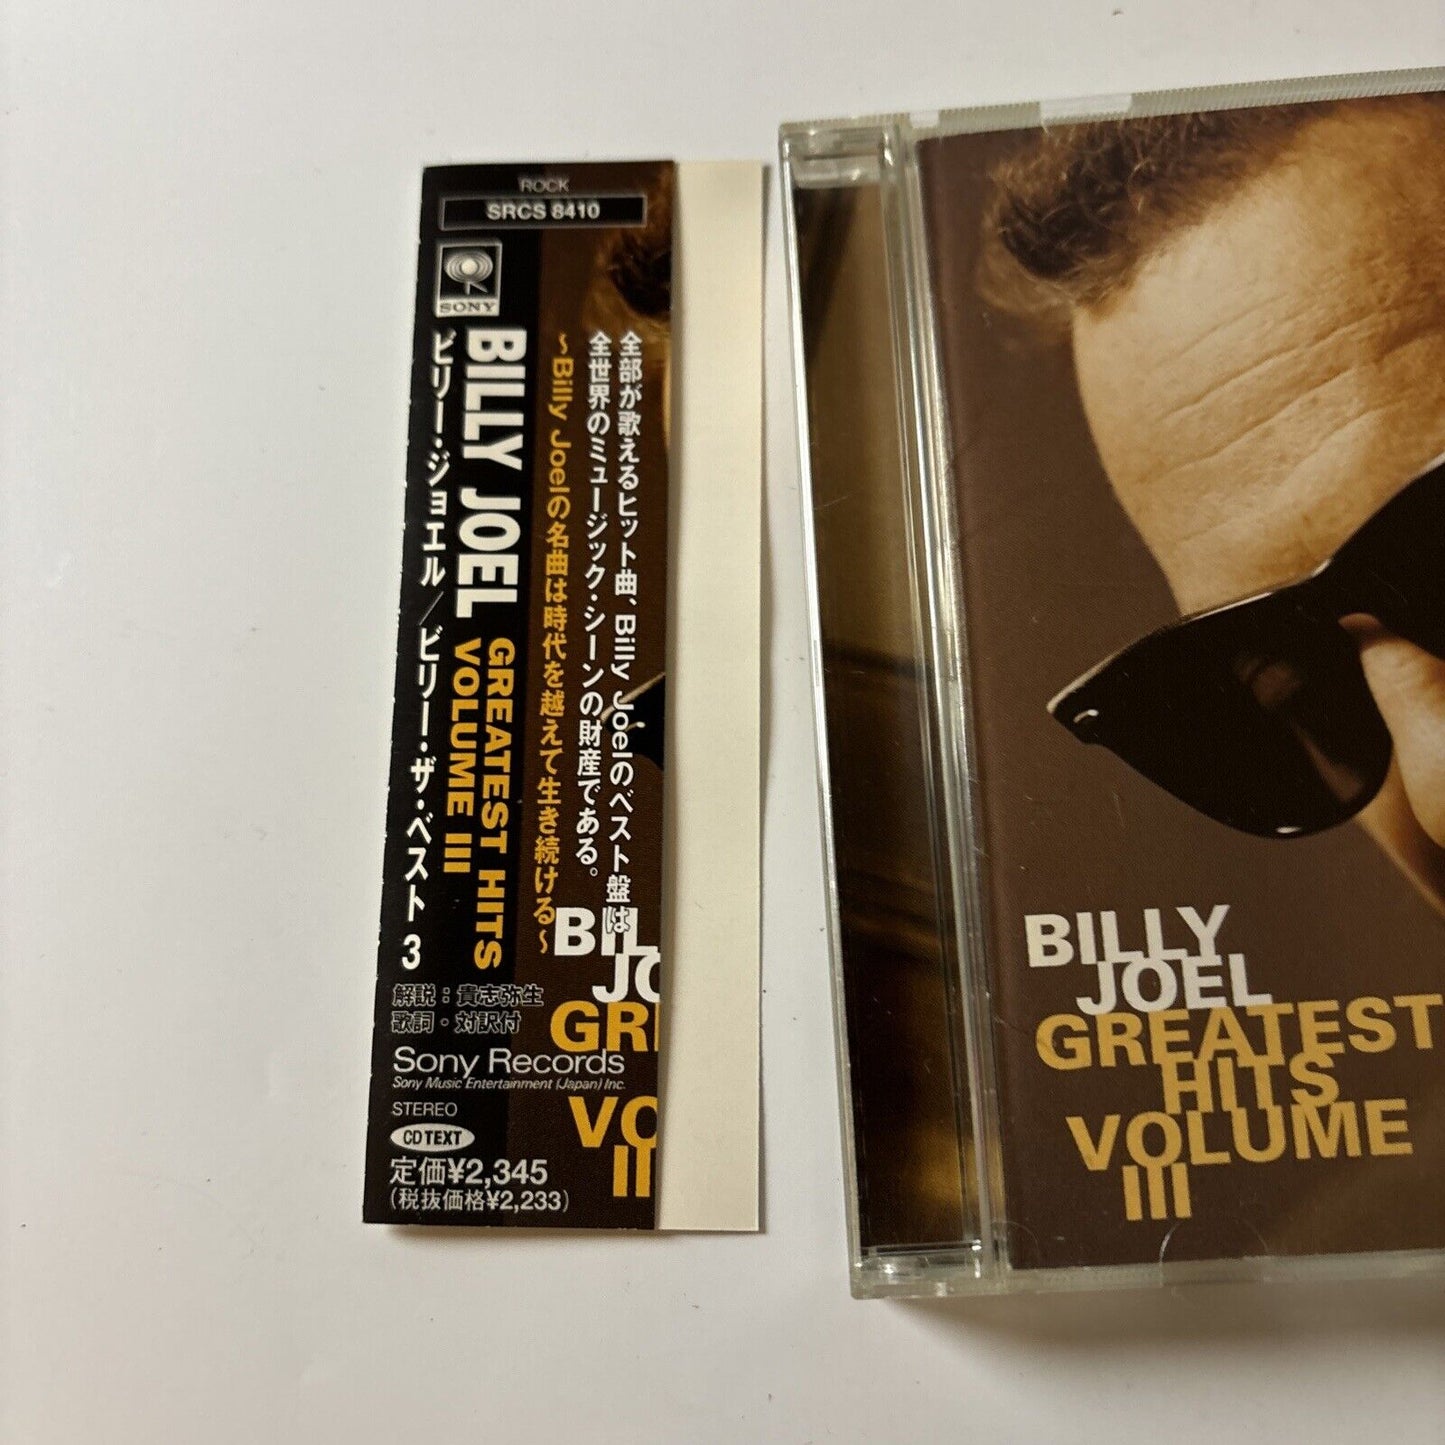 ROCK
SRCS 8410
SONY
全部が歌えるヒット曲、Billy Joelのベスト盤は
全世界のミュージック・シーンの財産である。
～Billy Joelの名曲は時代を越えて生き続ける～
BILLY JOEL
GREATEST HITS
VOLUME III
ビリー・ジョエル／ビリー・ザ・ベスト 3
解説：貴志弥生
歌詞・対訳付
Sony Records
Sony Music Entertainment (Japan) Inc.
STEREO
CD TEXT
定価¥2,345
(税抜価格¥2,233)
BIL
JO
GR
VO
III
BILLY
JOEL
GREATEST
HITS
VOLUME
III